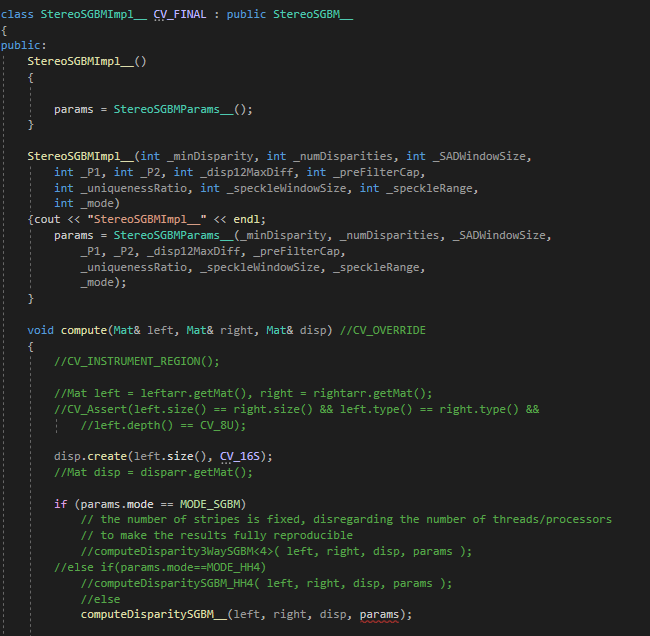 class StereoSGBMImpl__ CV_FINAL : public StereoSGBM__
{
public:
    StereoSGBMImpl__()
    {
        params = StereoSGBMParams__();
    }
    StereoSGBMImpl__(int _minDisparity, int _numDisparities, int _SADWindowSize,
        int _P1, int _P2, int _disp12MaxDiff, int _preFilterCap,
        int _uniquenessRatio, int _speckleWindowSize, int _speckleRange,
        int _mode)
    {cout << "StereoSGBMImpl__" << endl;
        params = StereoSGBMParams__(_minDisparity, _numDisparities, _SADWindowSize,
            _P1, _P2, _disp12MaxDiff, _preFilterCap,
            _uniquenessRatio, _speckleWindowSize, _speckleRange,
            _mode);
    }
    void compute(Mat& left, Mat& right, Mat& disp) //CV_OVERRIDE
    {
        //CV_INSTRUMENT_REGION();
        //Mat left = leftarr.getMat(), right = rightarr.getMat();
        //CV_Assert(left.size() == right.size() && left.type() == right.type() &&
            //left.depth() == CV_8U);
        disp.create(left.size(), CV_16S);
        //Mat disp = disparr.getMat();
        if (params.mode == MODE_SGBM)
            // the number of stripes is fixed, disregarding the number of threads/processors
            // to make the results fully reproducible
            //computeDisparity3WaySGBM<4>( left, right, disp, params );
        //else if(params.mode==MODE_HH4)
            //computeDisparitySGBM_HH4( left, right, disp, params );
            //else
            computeDisparitySGBM__(left, right, disp, params);